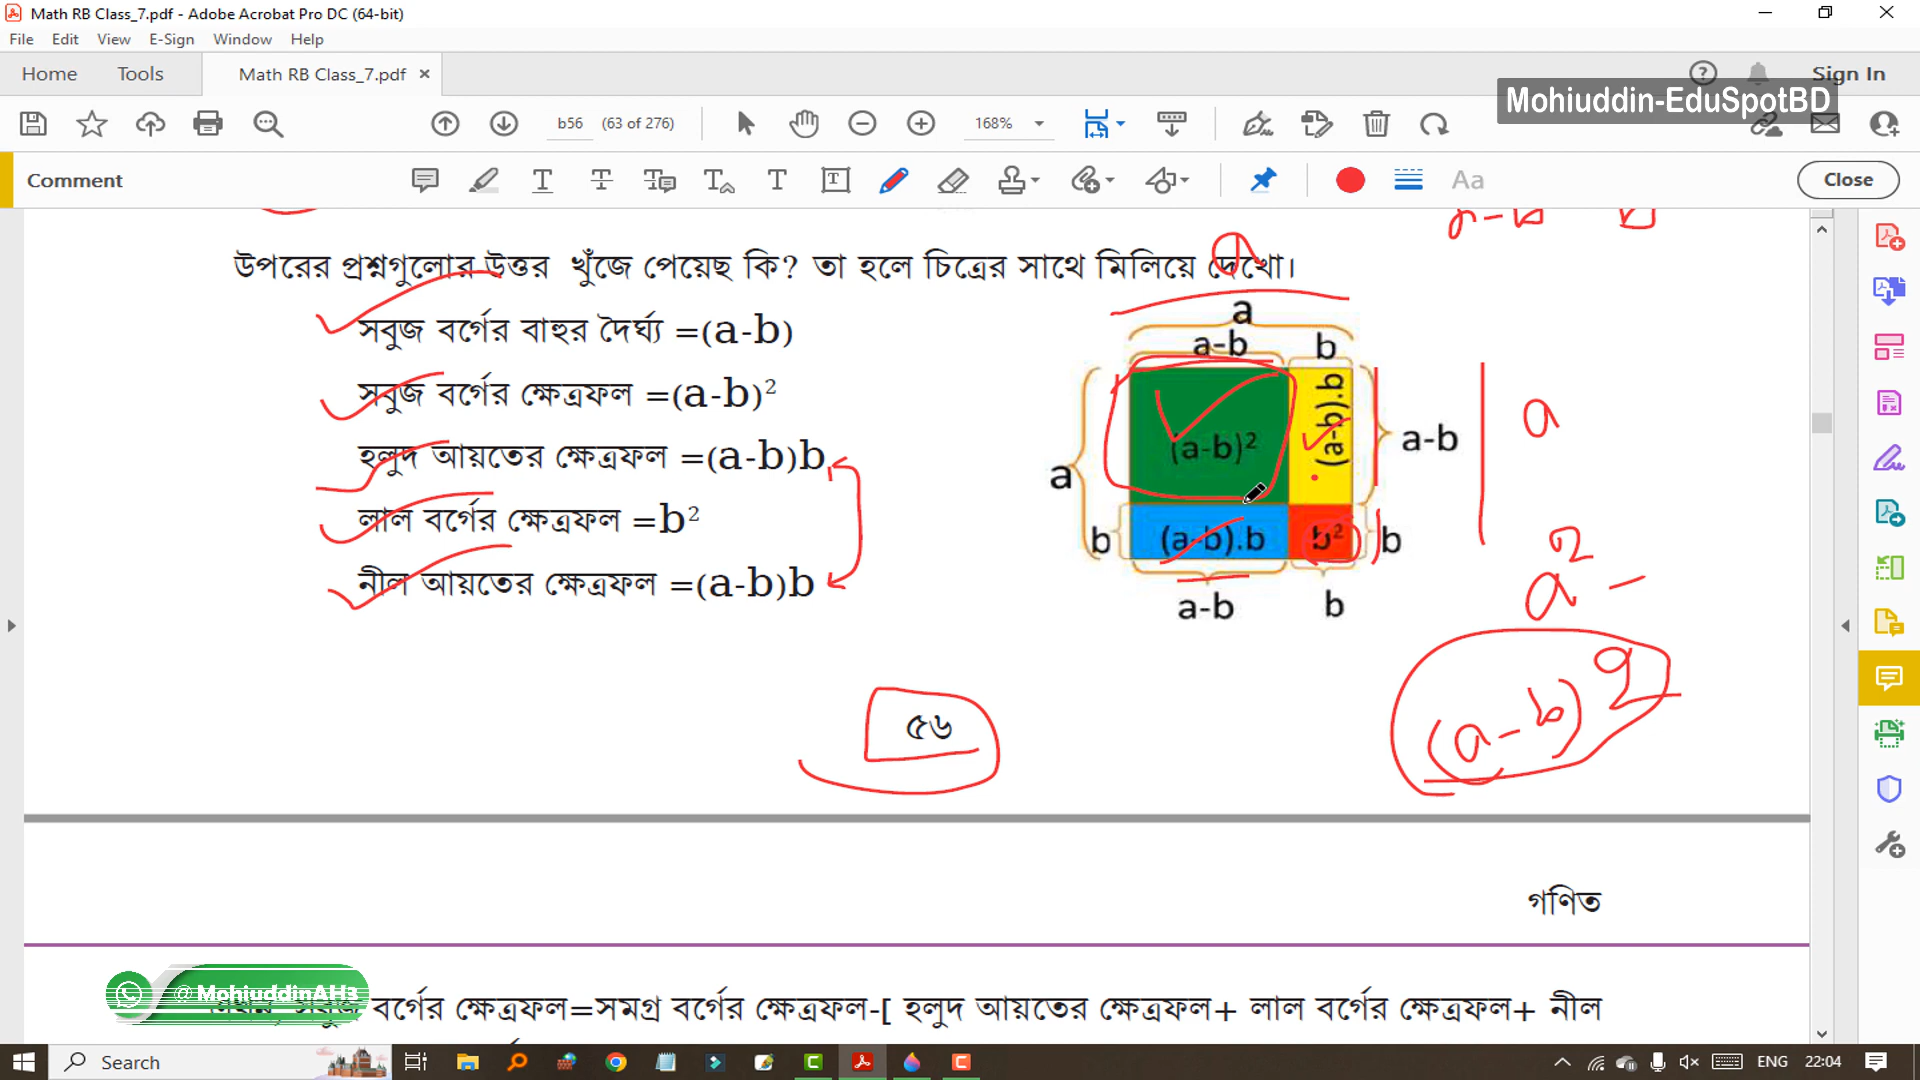 Math RB Class_7.pdf - Adobe Acrobat Pro DC (64-bit)
File Edit View E-Sign Window Help
Home Tools Math RB Class_7.pdf × Sign In
Mohiuddin-EduSpotBD
b56 (63 of 276) 168%
Comment Aa Close
a-b b
উপরের প্রশ্নগুলোর উত্তর খুঁজে পেয়েছ কি? তা হলে চিত্রের সাথে মিলিয়ে দেখো।
a
সবুজ বর্গের বাহুর দৈর্ঘ্য =(a-b)
সবুজ বর্গের ক্ষেত্রফল =(a-b)²
হলুদ আয়তের ক্ষেত্রফল =(a-b)b
লাল বর্গের ক্ষেত্রফল =b²
নীল আয়তের ক্ষেত্রফল =(a-b)b
a
a-b b
(a-b)²
(a-b).b
a-b
a
b (a-b).b b² b
a-b b
a
a² −
(a-b)²
৫৬
গণিত
@MohiuddinAH3
সবুজ বর্গের ক্ষেত্রফল=সমগ্র বর্গের ক্ষেত্রফল-[ হলুদ আয়তের ক্ষেত্রফল+ লাল বর্গের ক্ষেত্রফল+ নীল
Search ENG 22:04